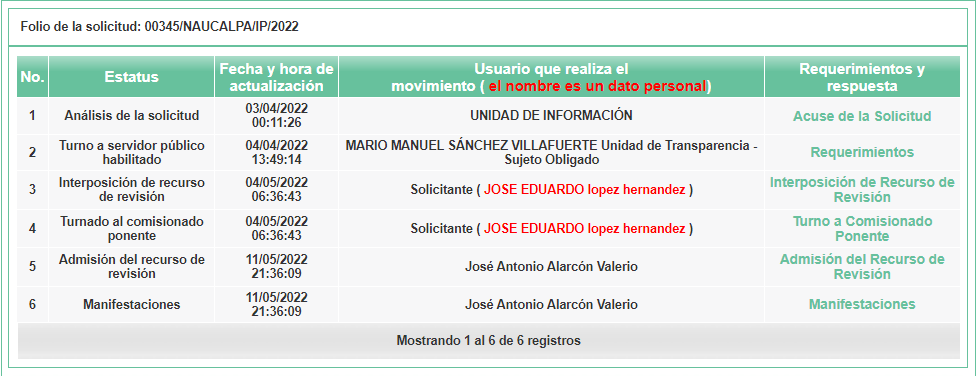 Folio de la solicitud: 00345/NAUCALPA/IP/2022
No. Estatus Fecha y hora de actualización Usuario que realiza el movimiento ( el nombre es un dato personal) Requerimientos y respuesta
1 Análisis de la solicitud 03/04/2022 00:11:26 UNIDAD DE INFORMACIÓN Acuse de la Solicitud
2 Turno a servidor público habilitado 04/04/2022 13:49:14 MARIO MANUEL SÁNCHEZ VILLAFUERTE Unidad de Transparencia - Sujeto Obligado Requerimientos
3 Interposición de recurso de revisión 04/05/2022 06:36:43 Solicitante ( JOSE EDUARDO lopez hernandez ) Interposición de Recurso de Revisión
4 Turnado al comisionado ponente 04/05/2022 06:36:43 Solicitante ( JOSE EDUARDO lopez hernandez ) Turno a Comisionado Ponente
5 Admisión del recurso de revisión 11/05/2022 21:36:09 José Antonio Alarcón Valerio Admisión del Recurso de Revisión
6 Manifestaciones 11/05/2022 21:36:09 José Antonio Alarcón Valerio Manifestaciones
Mostrando 1 al 6 de 6 registros